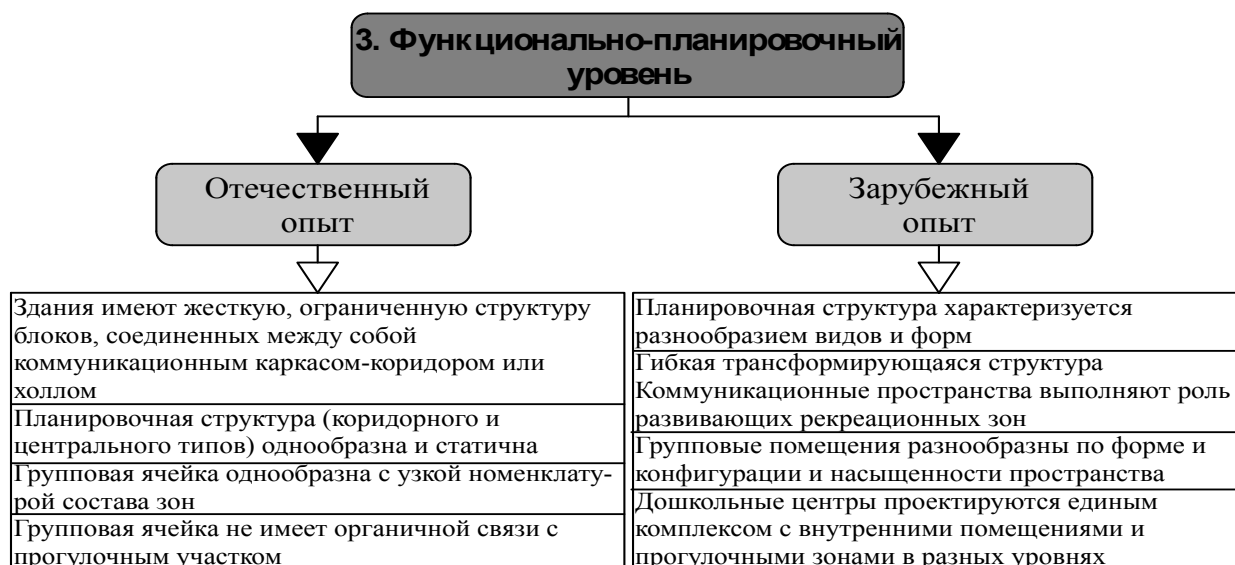 3. Функционально-планировочный
уровень
Отечественный
опыт
Зарубежный
опыт
Здания имеют жесткую, ограниченную структуру
блоков, соединенных между собой
коммуникационным каркасом-коридором или
холлом
Планировочная структура (коридорного и
центрального типов) однообразна и статична
Групповая ячейка однообразна с узкой номенклату-
рой состава зон
Групповая ячейка не имеет органичной связи с
прогулочным участком
Планировочная структура характеризуется
разнообразием видов и форм
Гибкая трансформирующаяся структура
Коммуникационные пространства выполняют роль
развивающих рекреационных зон
Групповые помещения разнообразны по форме и
конфигурации и насыщенности пространства
Дошкольные центры проектируются единым
комплексом с внутренними помещениями и
прогулочными зонами в разных уровнях